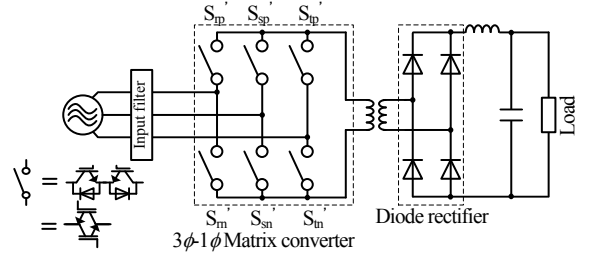 Srp' Ssp' Stp'
Input filter
Load
Srn' Ssn' Stn'
Diode rectifier
3ϕ-1ϕ Matrix converter
=
=